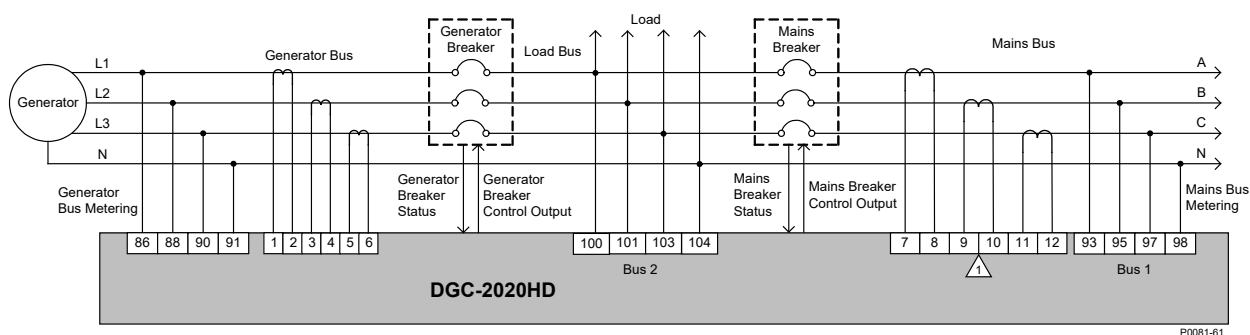 Load
Generator
Breaker
Mains
Breaker
Generator Bus
Load Bus
Mains Bus
L1
A
Generator
L2
B
L3
C
N
N
Generator
Bus Metering
Generator
Breaker
Status
Generator
Breaker
Control Output
Mains
Breaker
Status
Mains Breaker
Control Output
Mains Bus
Metering
86 88 90 91 1 2 3 4 5 6 100 101 103 104 7 8 9 10 11 12 93 95 97 98
Bus 2
1
Bus 1
DGC-2020HD
P0081-61